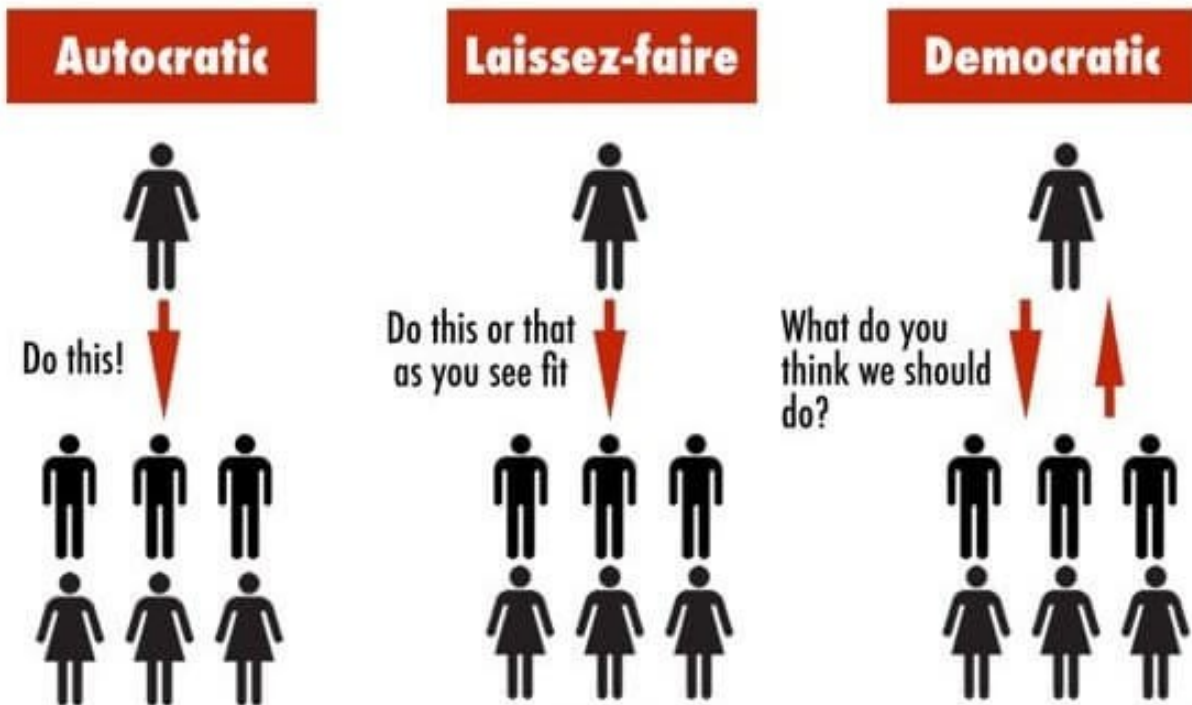 Autocratic
Laissez-faire
Democratic
Do this!
Do this or that
as you see fit
What do you
think we should
do?